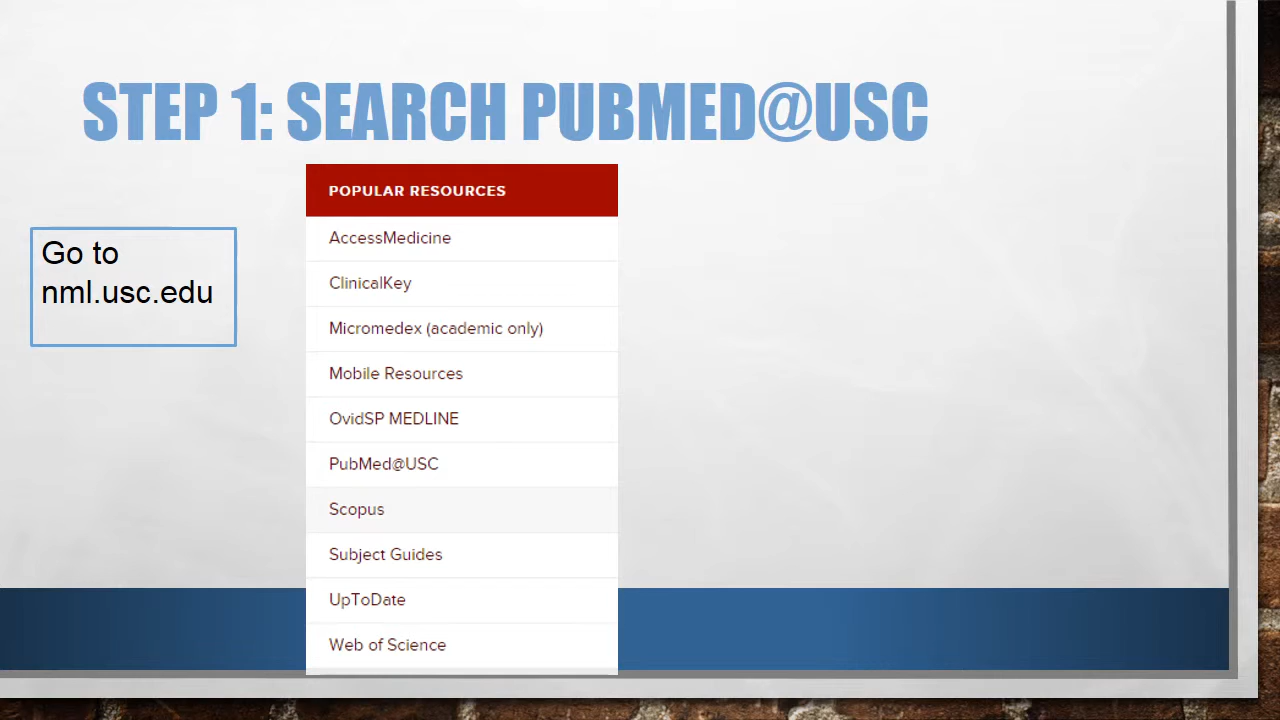 STEP 1: SEARCH PUBMED@USC
Go to
nml.usc.edu
POPULAR RESOURCES
AccessMedicine
ClinicalKey
Micromedex (academic only)
Mobile Resources
OvidSP MEDLINE
PubMed@USC
Scopus
Subject Guides
UpToDate
Web of Science